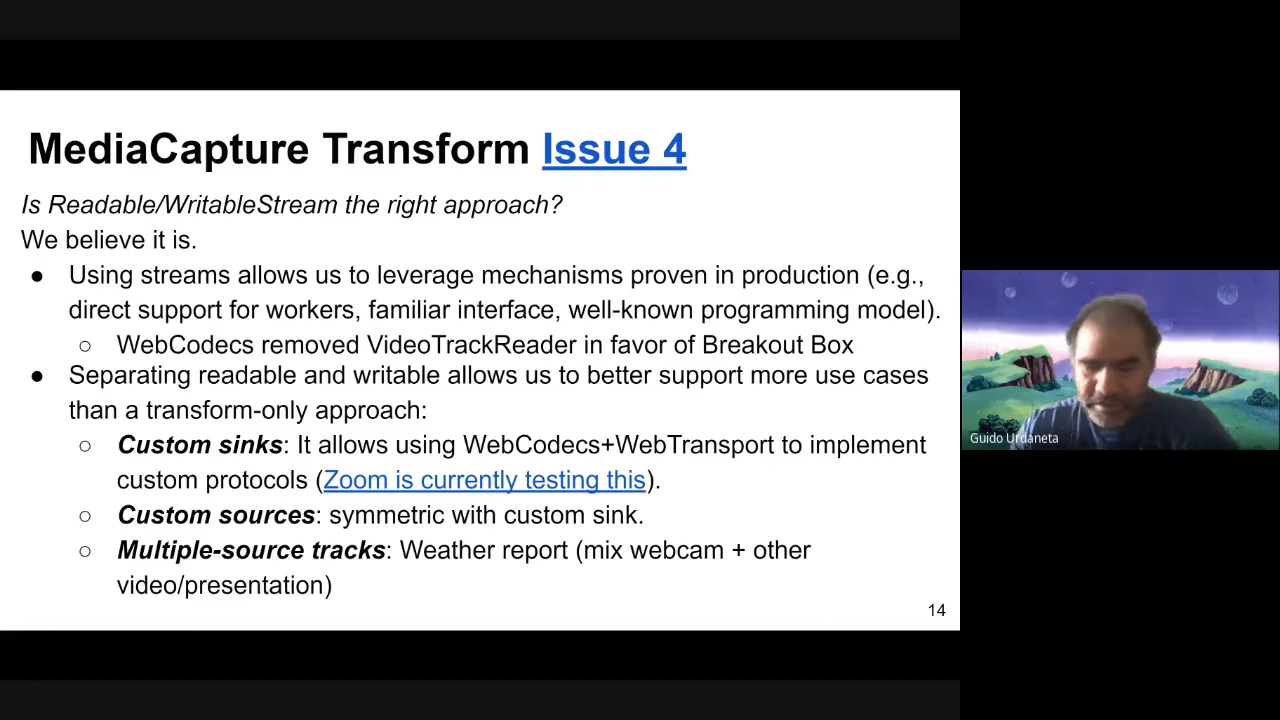 MediaCapture Transform Issue 4
Is Readable/WritableStream the right approach?
We believe it is.
● Using streams allows us to leverage mechanisms proven in production (e.g.,
direct support for workers, familiar interface, well-known programming model).
○ WebCodecs removed VideoTrackReader in favor of Breakout Box
● Separating readable and writable allows us to better support more use cases
than a transform-only approach:
○ Custom sinks: It allows using WebCodecs+WebTransport to implement
custom protocols (Zoom is currently testing this).
○ Custom sources: symmetric with custom sink.
○ Multiple-source tracks: Weather report (mix webcam + other
video/presentation)
14
Guido Urdaneta